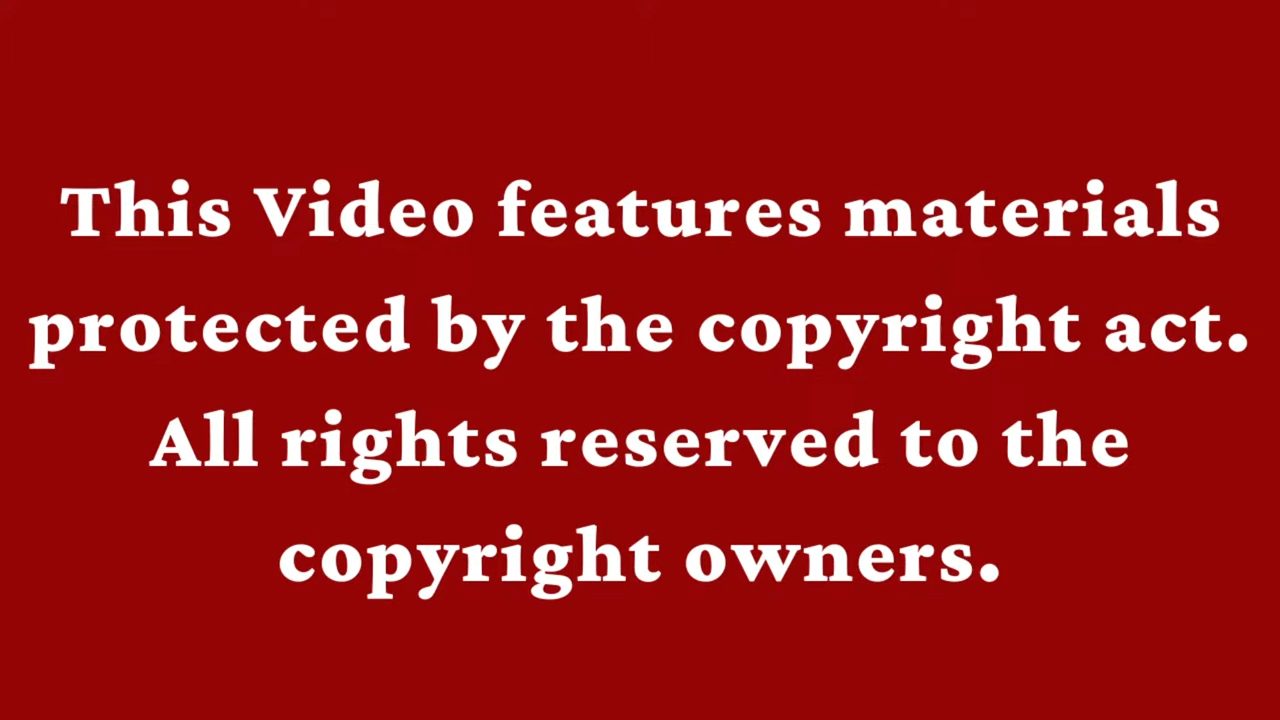 This Video features materials
protected by the copyright act.
All rights reserved to the
copyright owners.